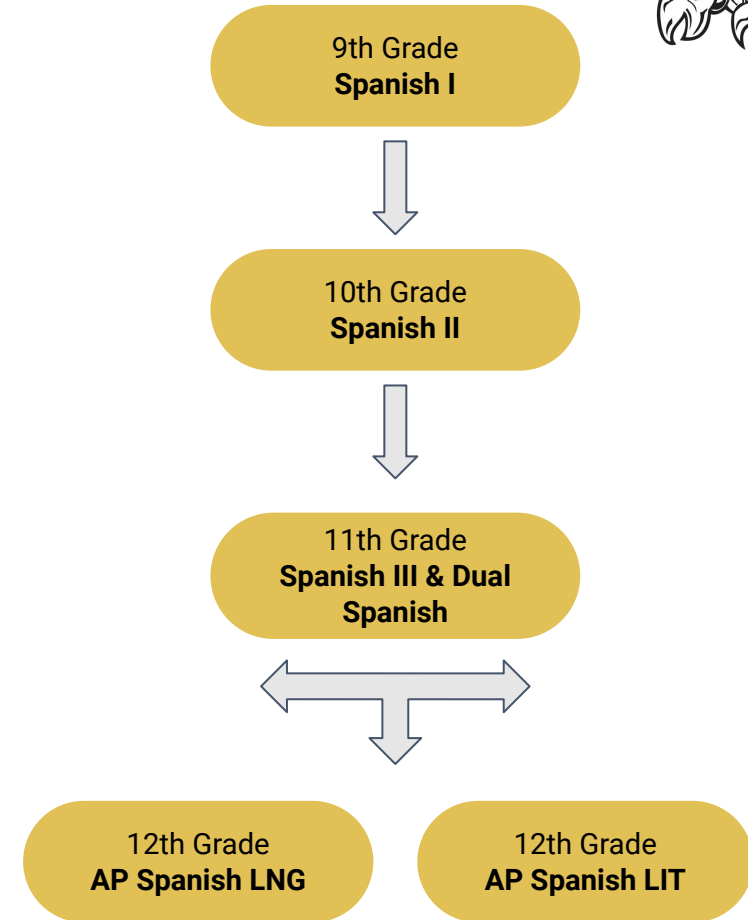 9th Grade
Spanish I
10th Grade
Spanish II
11th Grade
Spanish III & Dual
Spanish
12th Grade
AP Spanish LNG
12th Grade
AP Spanish LIT